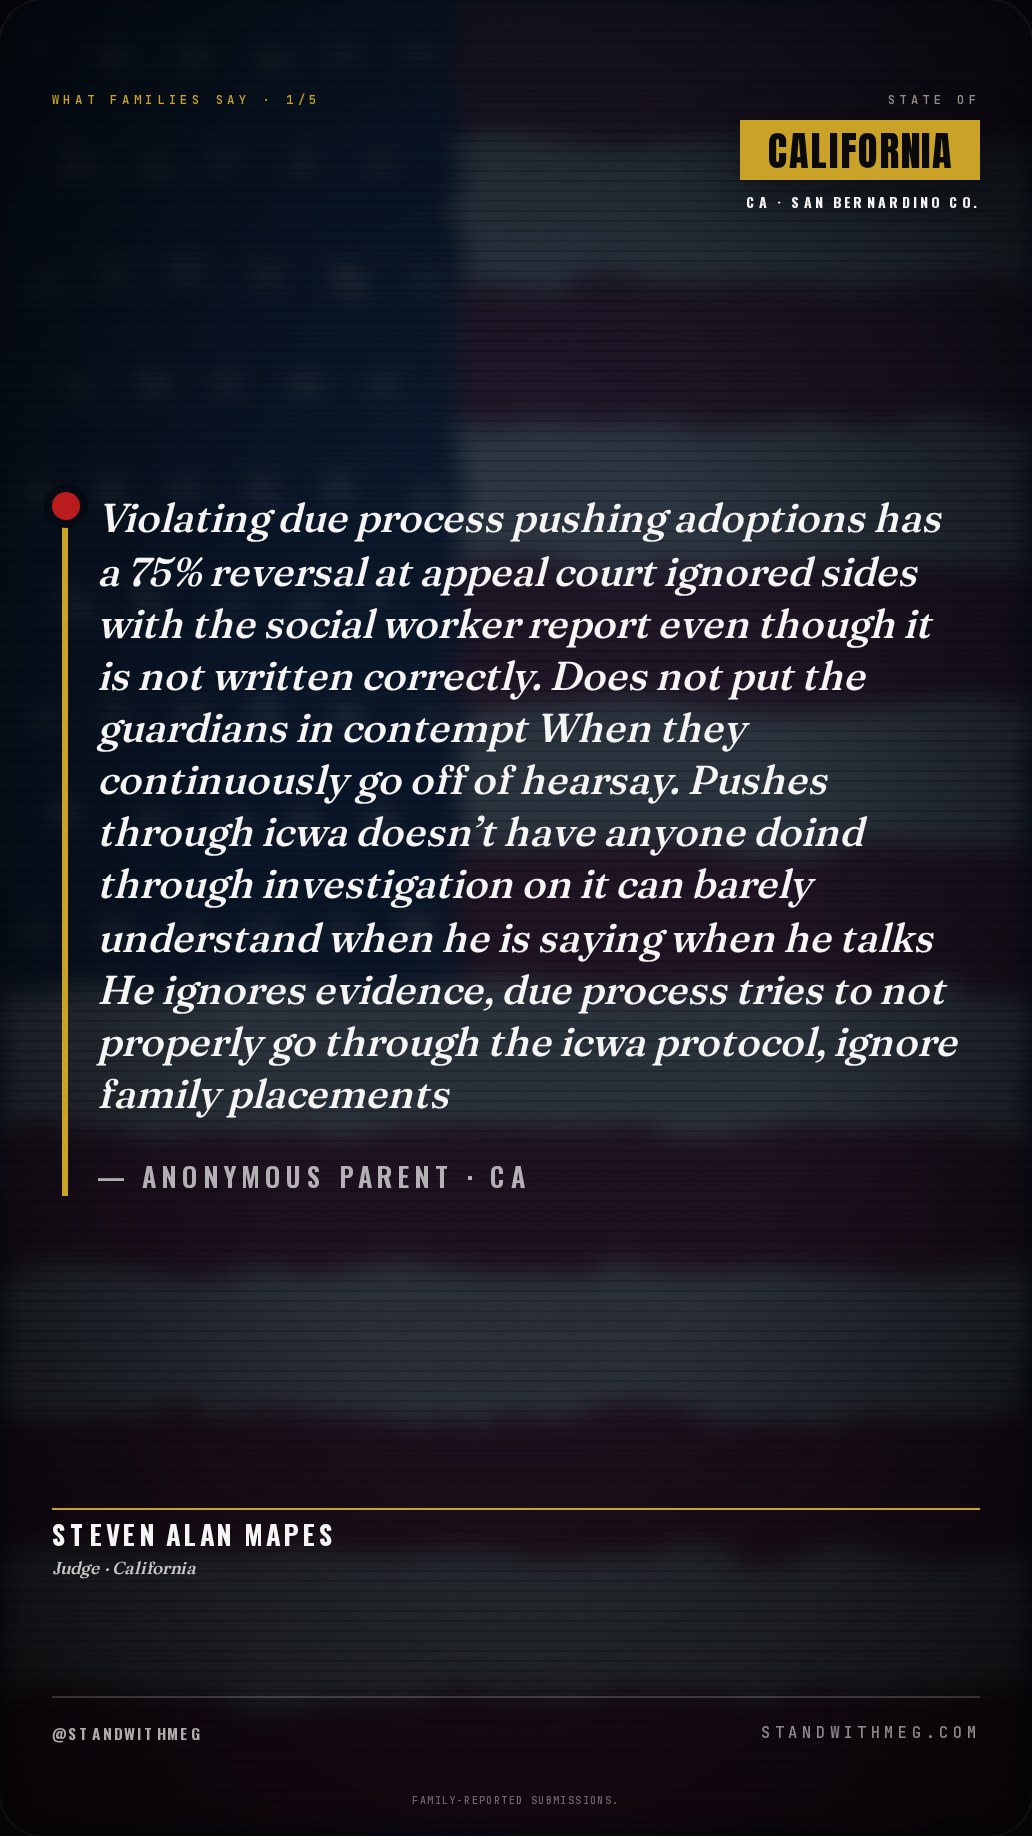 WHAT FAMILIES SAY · 1/5
STATE OF
CALIFORNIA
CA · SAN BERNARDINO CO.
Violating due process pushing adoptions has
a 75% reversal at appeal court ignored sides
with the social worker report even though it
is not written correctly. Does not put the
guardians in contempt When they
continuously go off of hearsay. Pushes
through icwa doesn’t have anyone doind
through investigation on it can barely
understand when he is saying when he talks
He ignores evidence, due process tries to not
properly go through the icwa protocol, ignore
family placements
— ANONYMOUS PARENT · CA
STEVEN ALAN MAPES
Judge · California
@STANDWITHMEG
STANDWITHMEG.COM
FAMILY-REPORTED SUBMISSIONS.